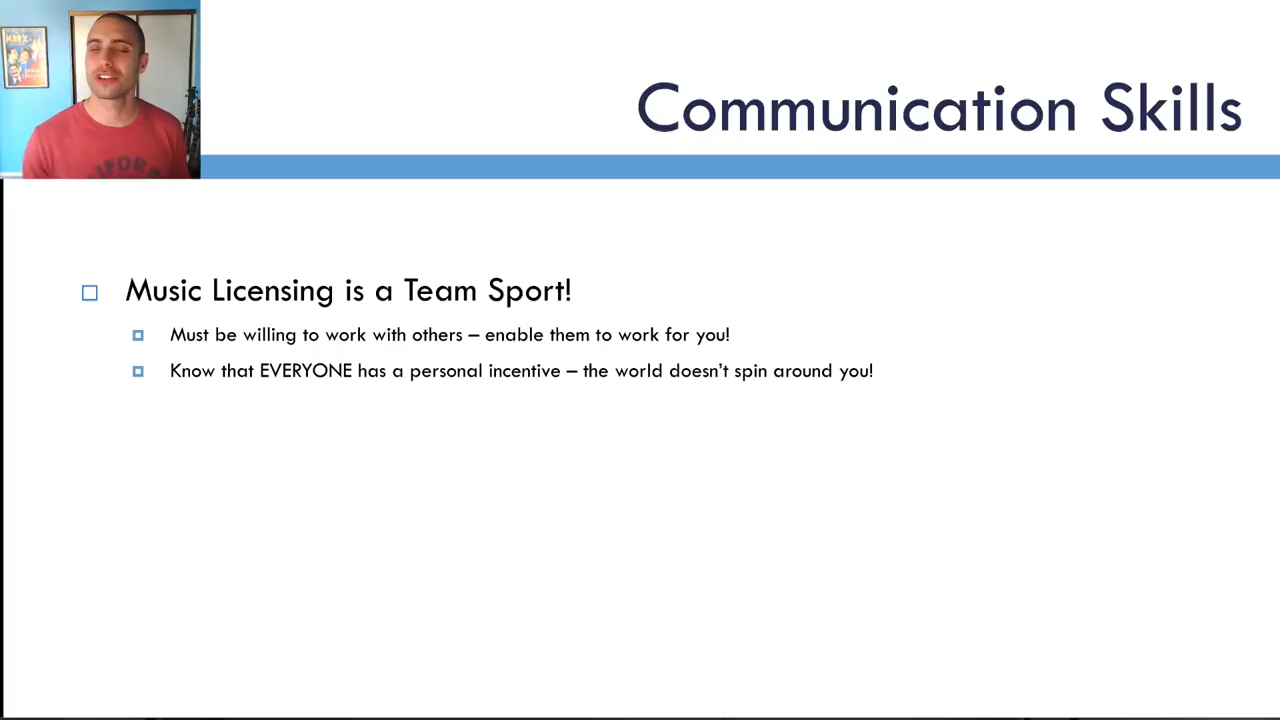 Communication Skills
Music Licensing is a Team Sport!
Must be willing to work with others – enable them to work for you!
Know that EVERYONE has a personal incentive – the world doesn't spin around you!
MARX